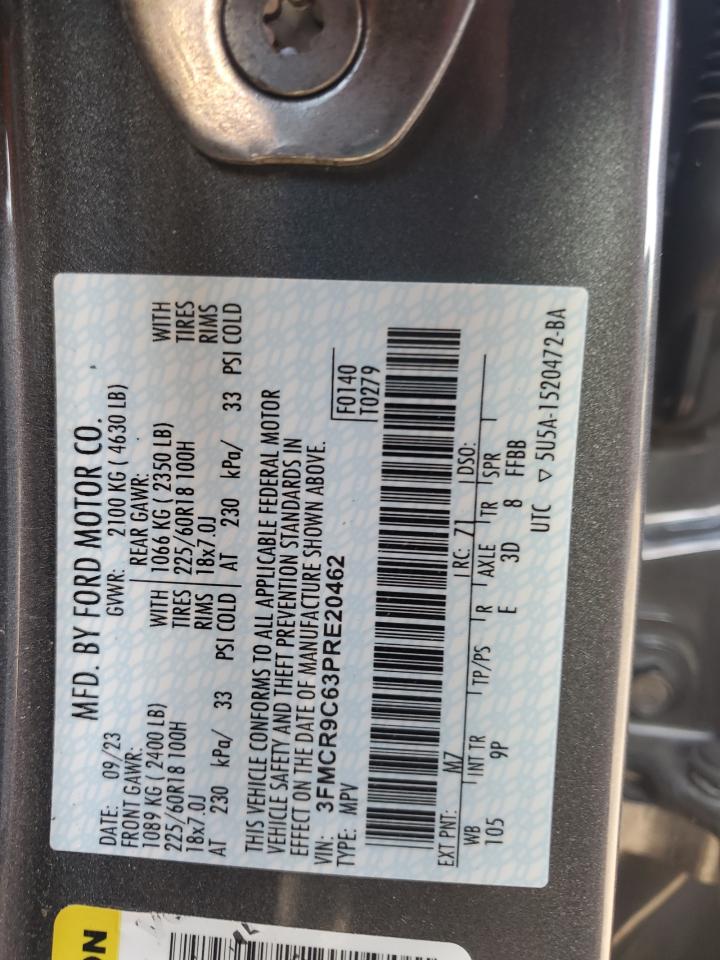 MFD. BY FORD MOTOR CO.
DATE: 09/23 GVWR: 2100 KG ( 4630 LB)
FRONT GAWR: REAR GAWR:
1089 KG ( 2400 LB) WITH 1066 KG ( 2350 LB) WITH
225/60R18 100H TIRES 225/60R18 100H TIRES
18x7.0J RIMS 18x7.0J RIMS
AT 230 kPa/ 33 PSI COLD AT 230 kPa/ 33 PSI COLD
THIS VEHICLE CONFORMS TO ALL APPLICABLE FEDERAL MOTOR
VEHICLE SAFETY AND THEFT PREVENTION STANDARDS IN
EFFECT ON THE DATE OF MANUFACTURE SHOWN ABOVE.
VIN: 3FMCR9C63PRE20462
TYPE: MPV
F0140
T0279
EXT PNT: M7 RC: 71 DSO:
WB INT TR TP/PS R AXLE TR SPR
105 9P E 3D 8 FFBB
UTC ▽ 5U5A-1520472-BA
ON